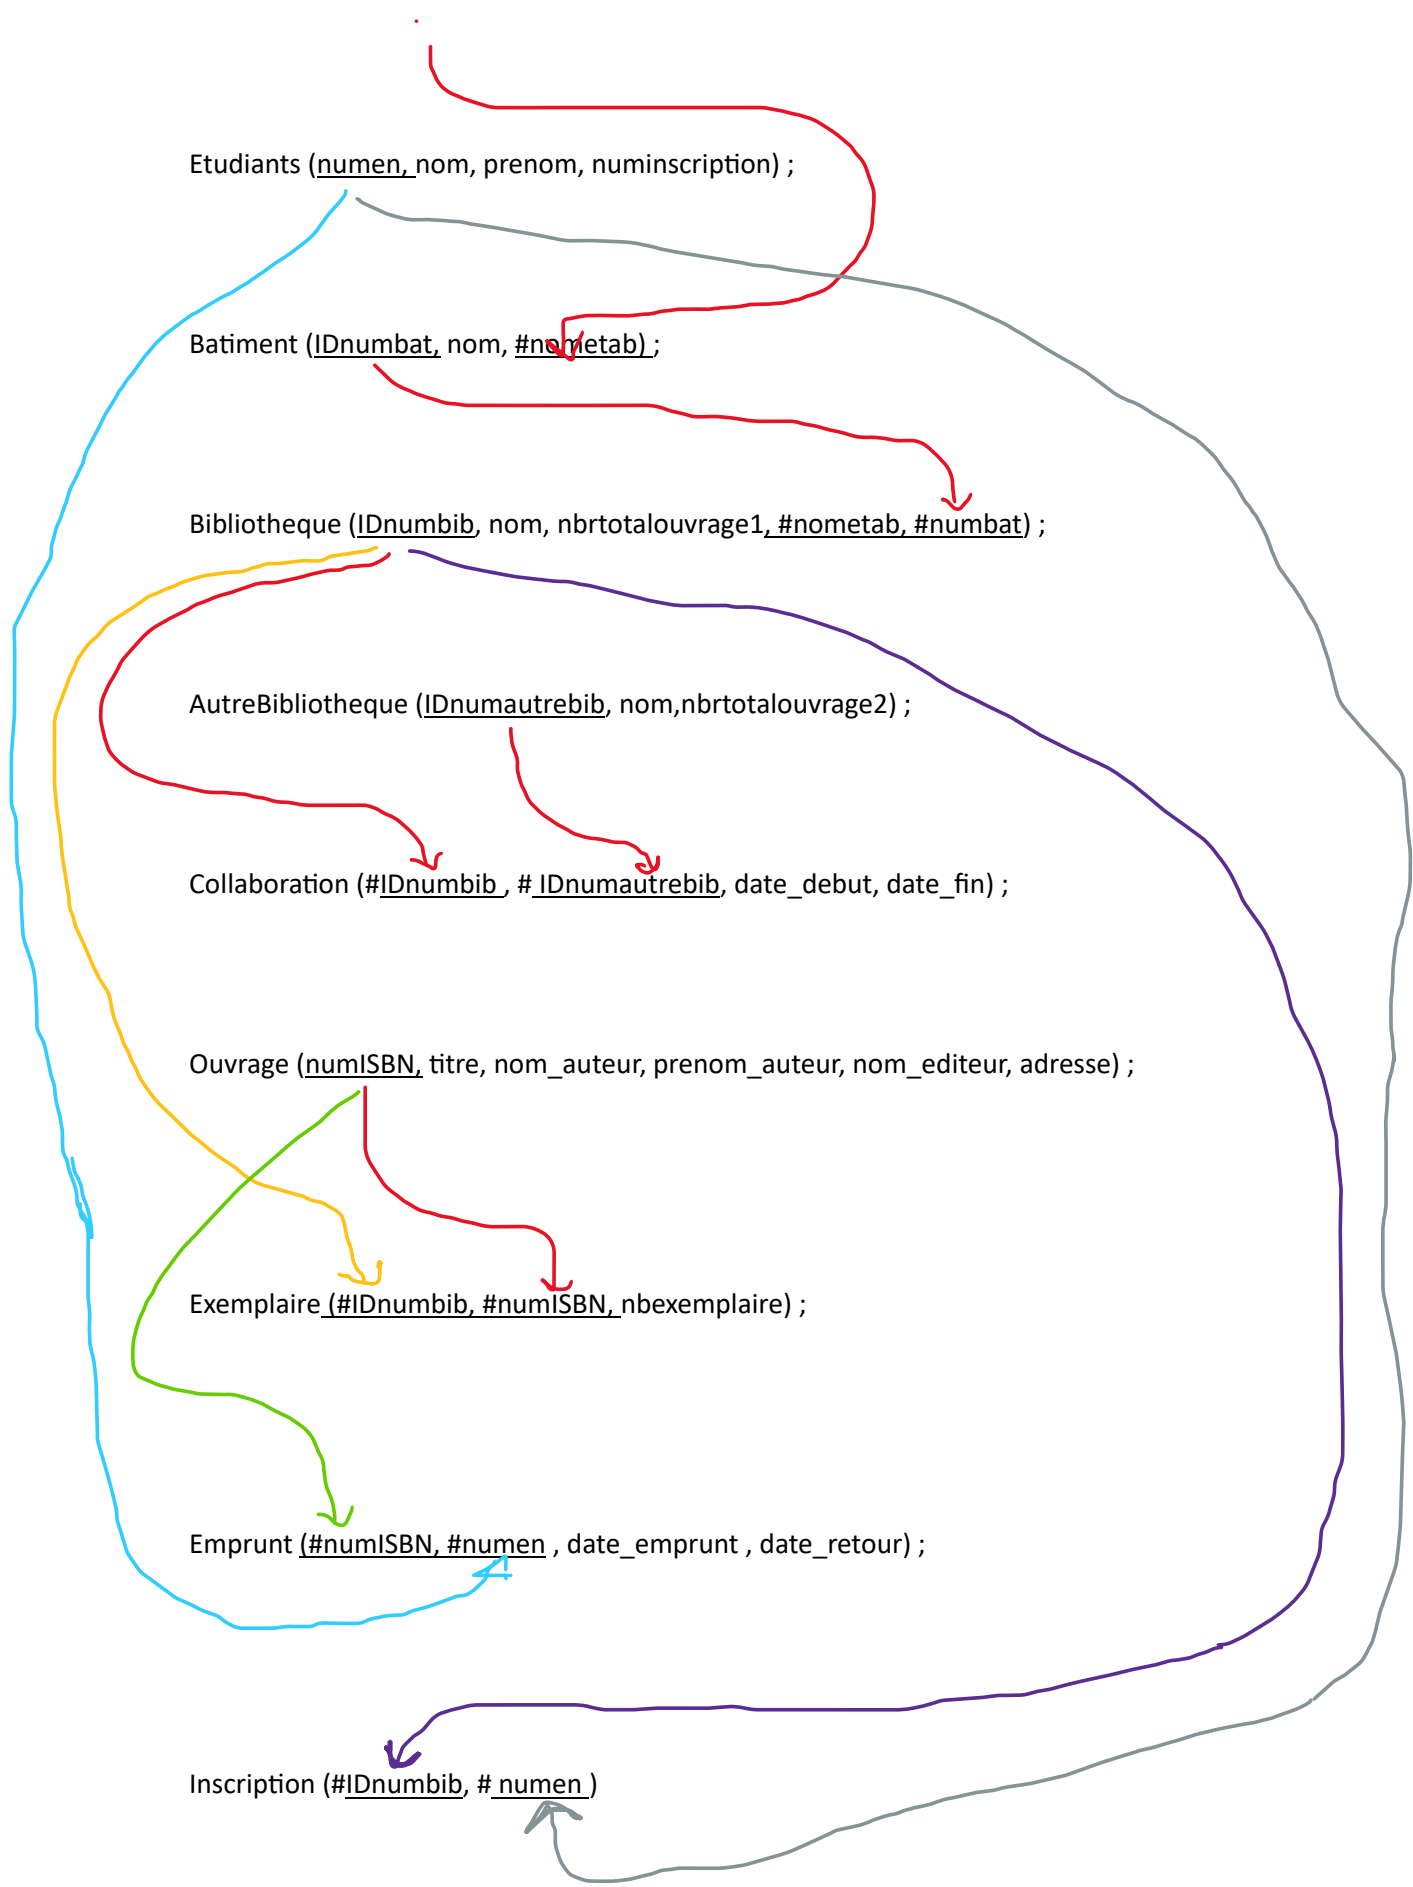 Etudiants (numen, nom, prenom, numinscription) ;
Batiment (IDnumbat, nom, #nometab) ;
Bibliotheque (IDnumbib, nom, nbrtotalouvrage1, #nometab, #numbat) ;
AutreBibliotheque (IDnumautrebib, nom,nbrtotalouvrage2) ;
Collaboration (#IDnumbib , # IDnumautrebib, date_debut, date_fin) ;
Ouvrage (numISBN, titre, nom_auteur, prenom_auteur, nom_editeur, adresse) ;
Exemplaire (#IDnumbib, #numISBN, nbexemplaire) ;
Emprunt (#numISBN, #numen , date_emprunt , date_retour) ;
Inscription (#IDnumbib, # numen )